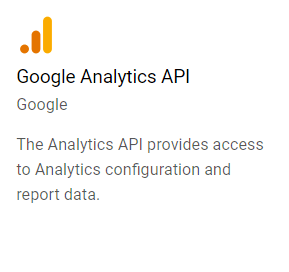 Google Analytics API
Google
The Analytics API provides access
to Analytics configuration and
report data.